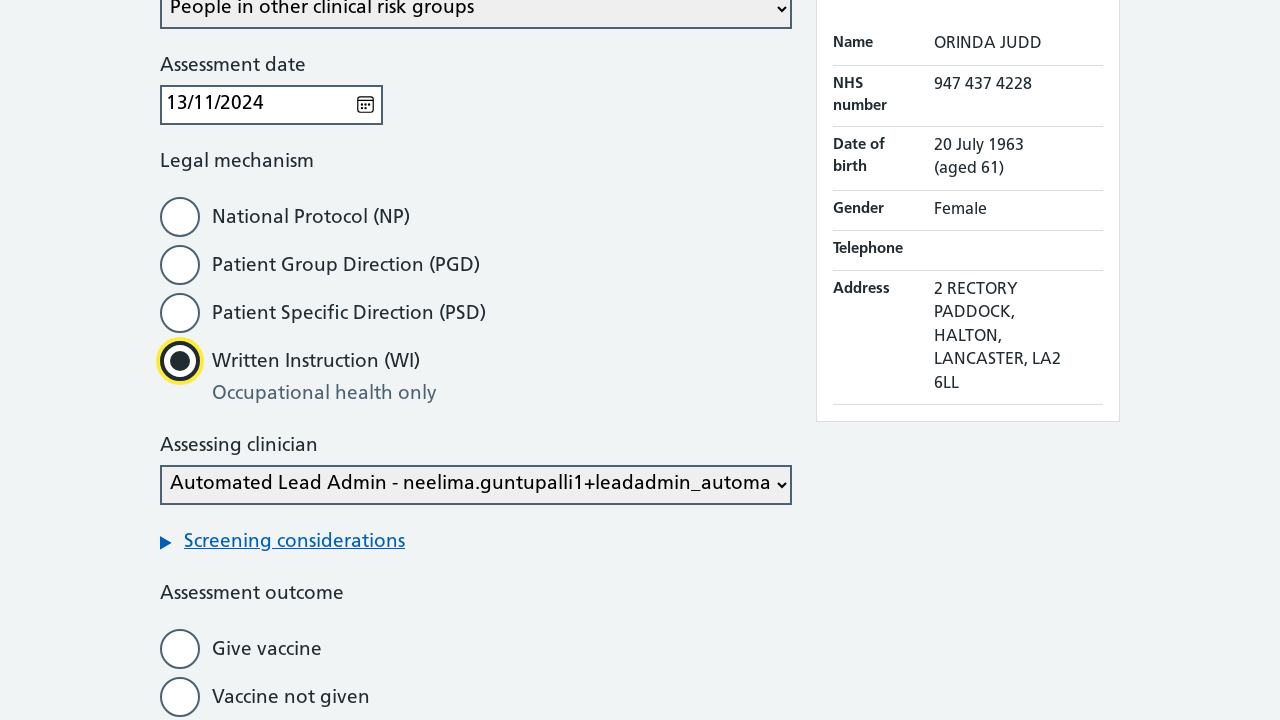 People in other clinical risk groups
Assessment date
13/11/2024
Legal mechanism
National Protocol (NP)
Patient Group Direction (PGD)
Patient Specific Direction (PSD)
Written Instruction (WI)
Occupational health only
Assessing clinician
Automated Lead Admin - neelima.guntupalli1+leadadmin_automa
Screening considerations
Assessment outcome
Give vaccine
Vaccine not given
Name ORINDA JUDD
NHS number 947 437 4228
Date of birth 20 July 1963 (aged 61)
Gender Female
Telephone
Address 2 RECTORY
PADDOCK,
HALTON,
LANCASTER, LA2
6LL